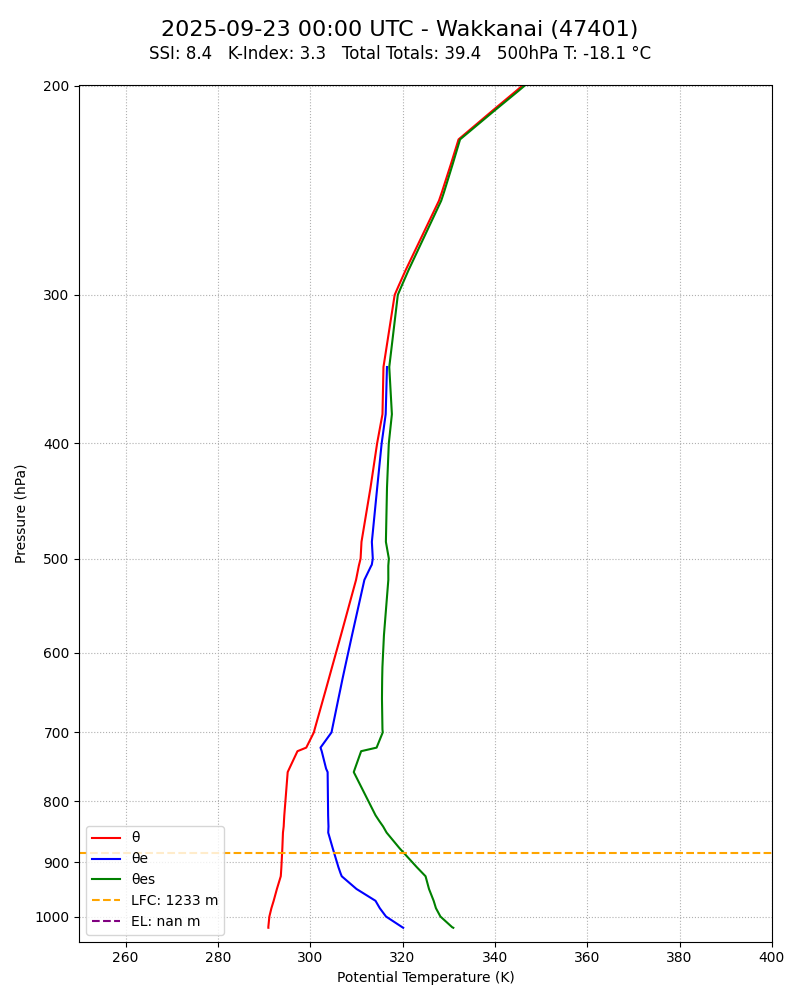 2025-09-23 00:00 UTC - Wakkanai (47401)
SSI: 8.4 K-Index: 3.3 Total Totals: 39.4 500hPa T: -18.1 °C
200
300
400
500
600
700
800
900
1000
Pressure (hPa)
θ
θe
θes
LFC: 1233 m
EL: nan m
260 280 300 320 340 360 380 400
Potential Temperature (K)